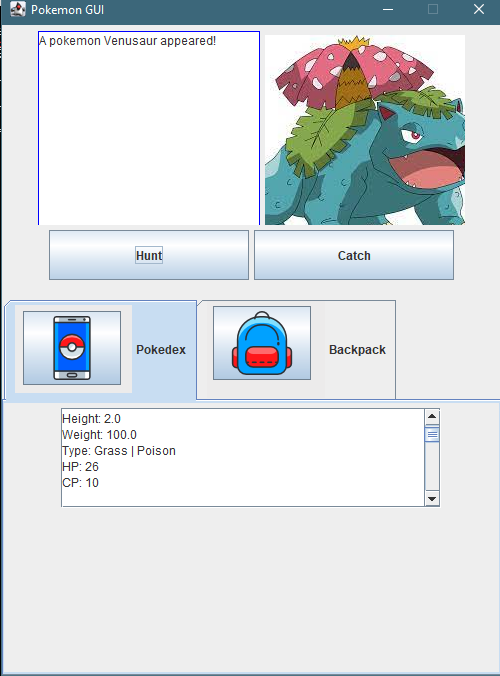 Pokemon GUI
A pokemon Venusaur appeared!
Hunt
Catch
Pokedex
Backpack
Height: 2.0
Weight: 100.0
Type: Grass | Poison
HP: 26
CP: 10